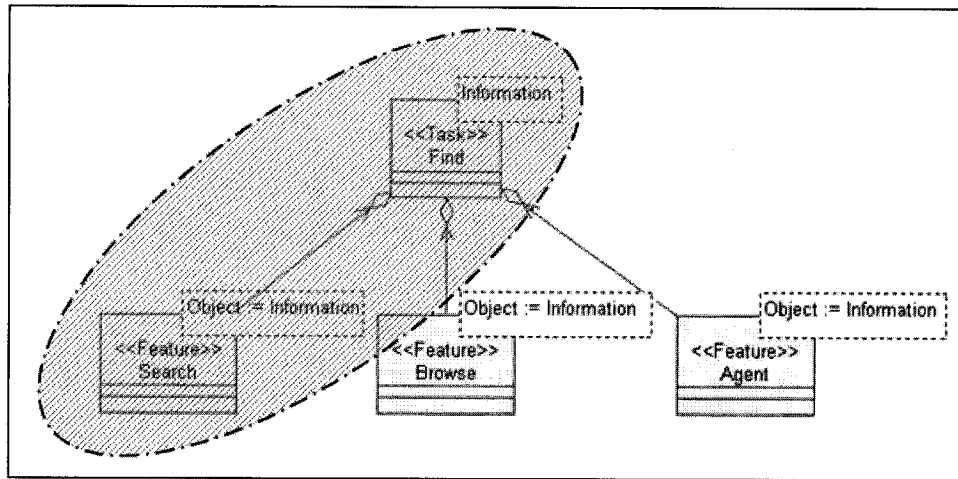 Information
<<Task>>
Find
Object := Information
Object := Information
Object := Information
<<Feature>>
Search
<<Feature>>
Browse
<<Feature>>
Agent